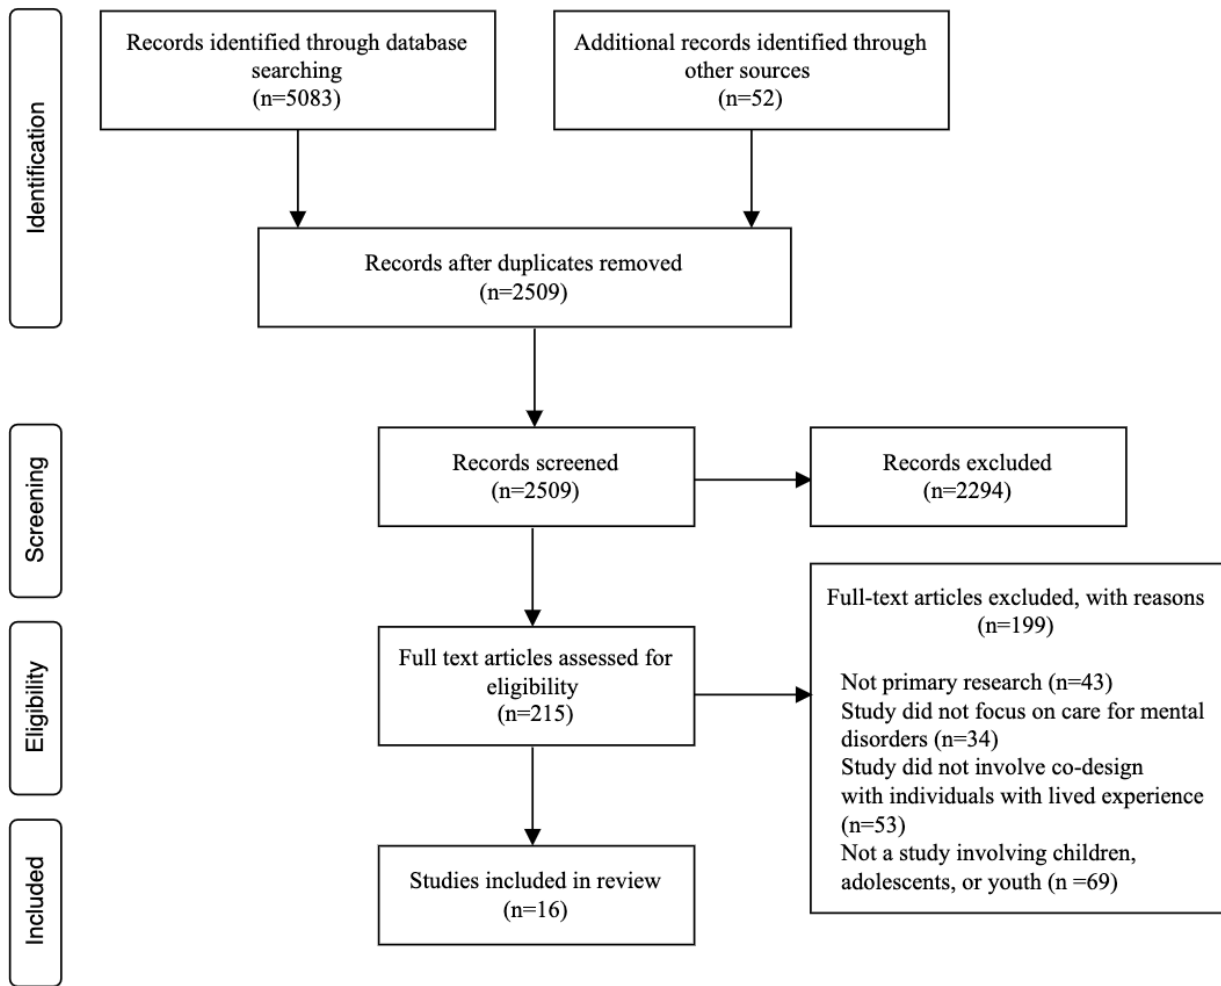 Identification
Records identified through database
searching
(n=5083)
Additional records identified through
other sources
(n=52)
Records after duplicates removed
(n=2509)
Screening
Records screened
(n=2509)
Records excluded
(n=2294)
Eligibility
Full text articles assessed for
eligibility
(n=215)
Full-text articles excluded, with reasons
(n=199)
Not primary research (n=43)
Study did not focus on care for mental
disorders (n=34)
Study did not involve co-design
with individuals with lived experience
(n=53)
Not a study involving children,
adolescents, or youth (n =69)
Included
Studies included in review
(n=16)